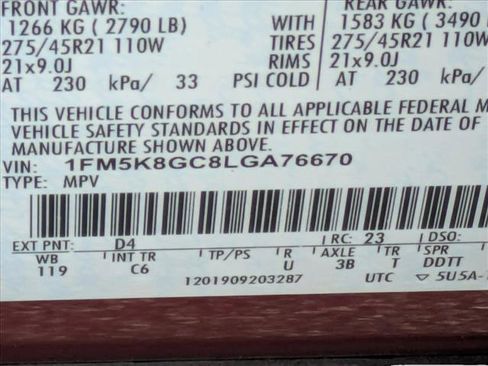 FRONT GAWR: REAR GAWR:
1266 KG ( 2790 LB) WITH 1583 KG ( 3490
275/45R21 110W TIRES 275/45R21 110W
21x9.0J RIMS 21x9.0J
AT 230 kPa/ 33 PSI COLD AT 230 kPa/
THIS VEHICLE CONFORMS TO ALL APPLICABLE FEDERAL M
VEHICLE SAFETY STANDARDS IN EFFECT ON THE DATE OF
MANUFACTURE SHOWN ABOVE.
VIN: 1FM5K8GC8LGA76670
TYPE: MPV
EXT PNT: D4 RC: 23 DSO:
WB INT TR TP/PS R AXLE TR SPR
119 C6 U 3B T DDTT
1201909203287 UTC ▽ 5U5A-